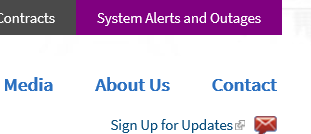 Contracts System Alerts and Outages
Media About Us Contact
Sign Up for Updates